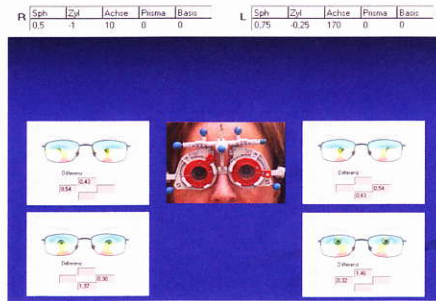 R Sph Zyl Achse Prisma Basis
0,5 -1 10 0 0
L Sph Zyl Achse Prisma Basis
0,75 -0,25 170 0 0
Differenz
0,43
0,54
Differenz
0,54
0,43
Differenz
1,37
Differenz
1,46
0,32